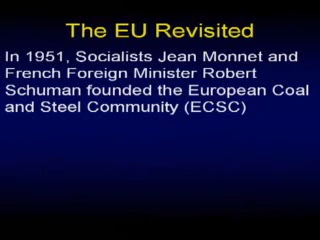 The EU Revisited
In 1951, Socialists Jean Monnet and
French Foreign Minister Robert
Schuman founded the European Coal
and Steel Community (ECSC)